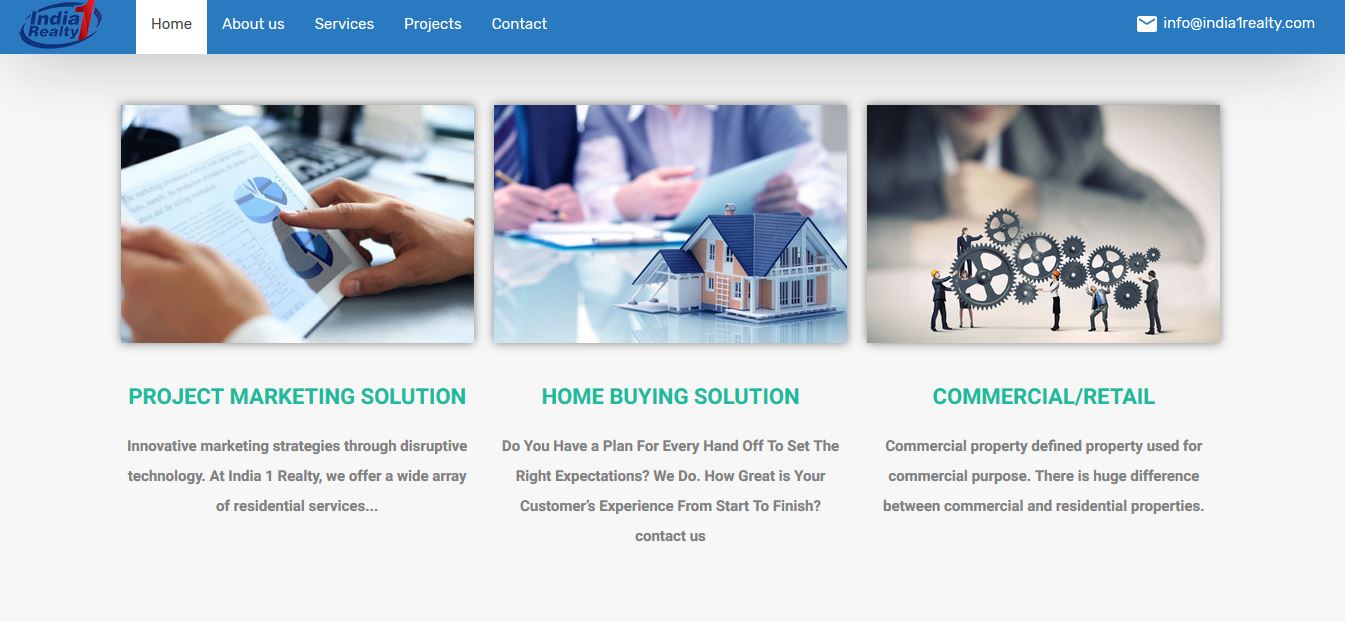 India 1
Realty
Home
About us
Services
Projects
Contact
info@india1realty.com
PROJECT MARKETING SOLUTION
Innovative marketing strategies through disruptive
technology. At India 1 Realty, we offer a wide array
of residential services...
HOME BUYING SOLUTION
Do You Have a Plan For Every Hand Off To Set The
Right Expectations? We Do. How Great is Your
Customer’s Experience From Start To Finish?
contact us
COMMERCIAL/RETAIL
Commercial property defined property used for
commercial purpose. There is huge difference
between commercial and residential properties.